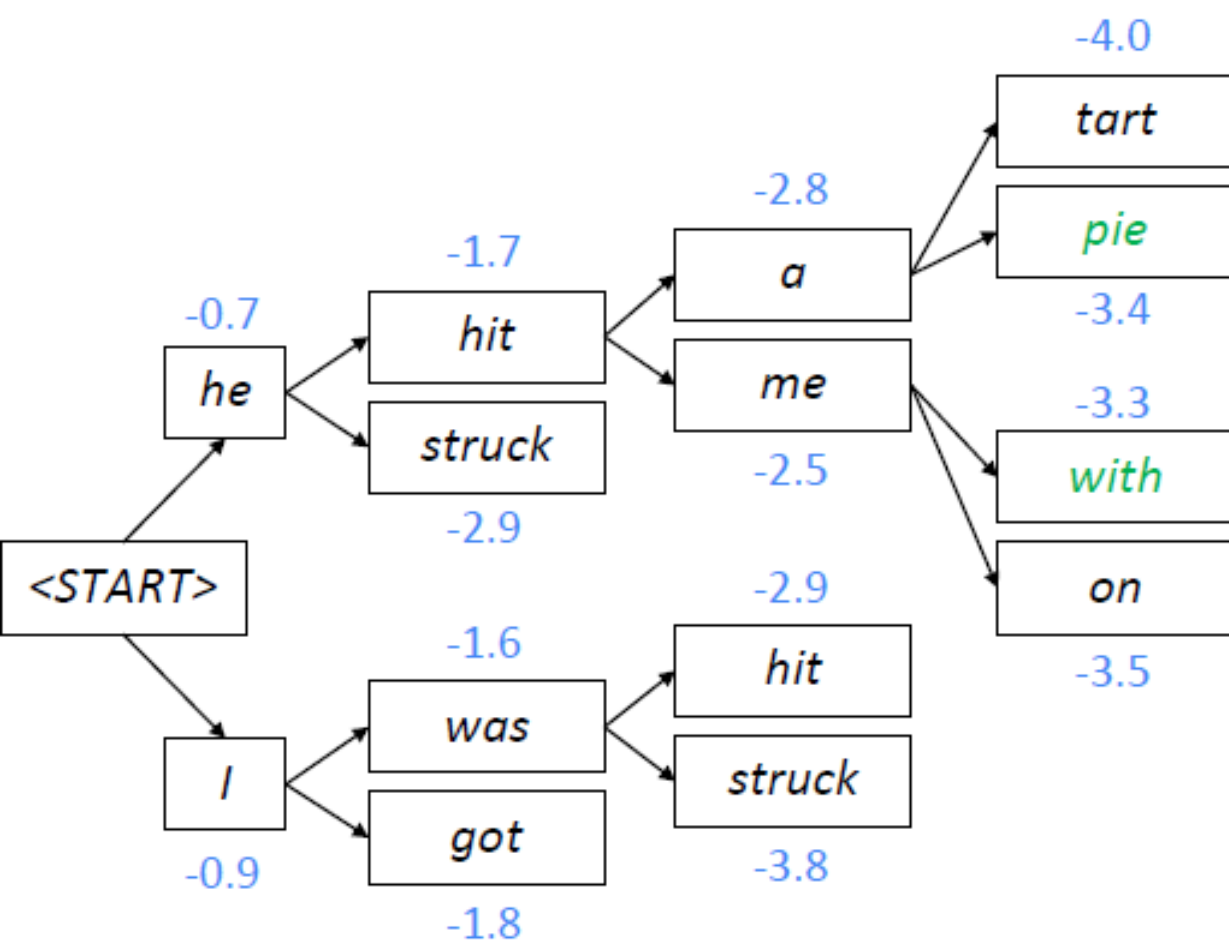 -4.0
tart
pie
-3.4
-2.8
a
me
-2.5
-3.3
with
on
-3.5
-1.7
hit
struck
-2.9
-0.7
he
<START>
I
-0.9
-1.6
was
got
-1.8
-2.9
hit
struck
-3.8